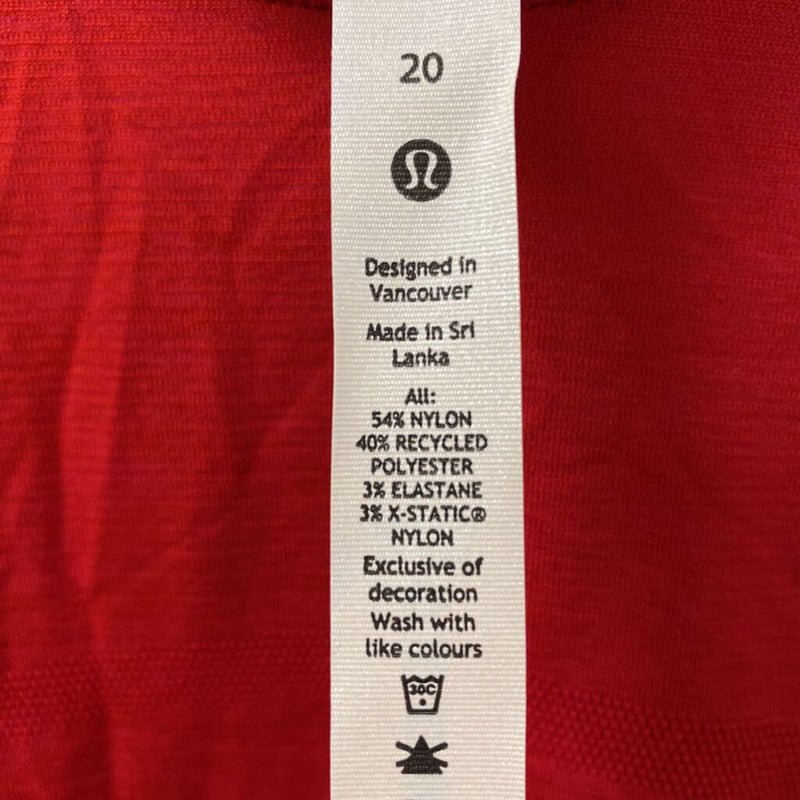 20
Designed in
Vancouver
Made in Sri
Lanka
All:
54% NYLON
40% RECYCLED
POLYESTER
3% ELASTANE
3% X-STATIC®
NYLON
Exclusive of
decoration
Wash with
like colours
30C